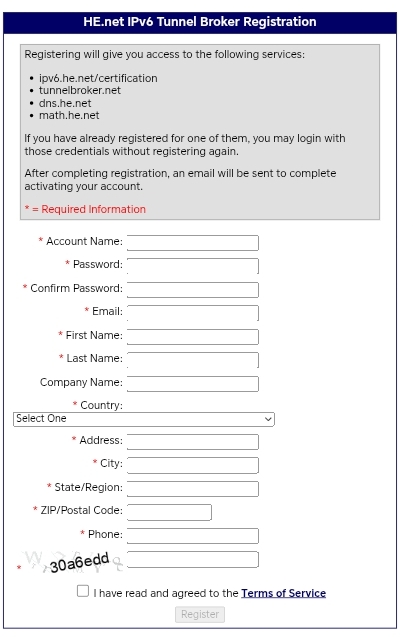 HE.net IPv6 Tunnel Broker Registration
Registering will give you access to the following services:
• ipv6.he.net/certification
• tunnelbroker.net
• dns.he.net
• math.he.net
If you have already registered for one of them, you may login with
those credentials without registering again.
After completing registration, an email will be sent to complete
activating your account.
* = Required Information
* Account Name:
* Password:
* Confirm Password:
* Email:
* First Name:
* Last Name:
Company Name:
* Country:
Select One
* Address:
* City:
* State/Region:
* ZIP/Postal Code:
* Phone:
* 30a6edd
I have read and agreed to the Terms of Service
Register